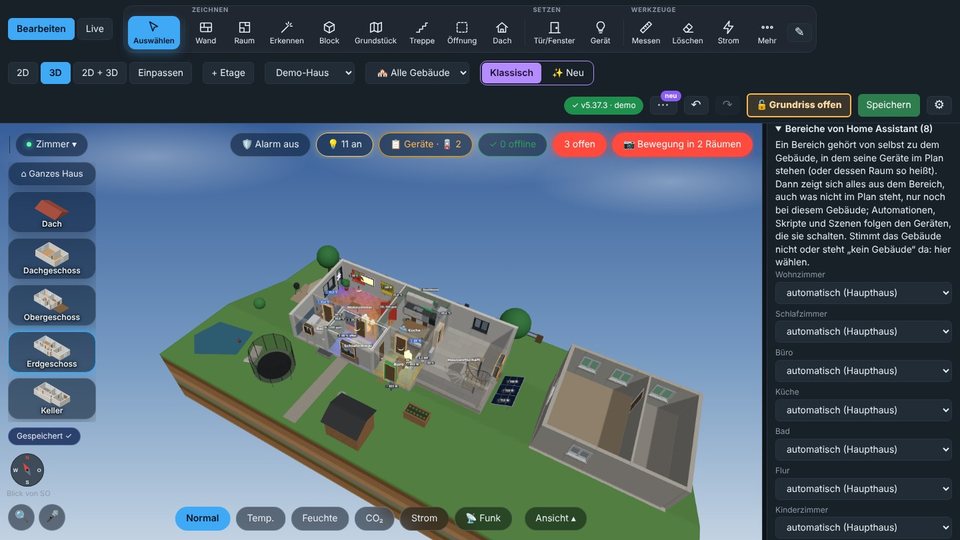 Bearbeiten
Live
ZEICHNEN
Auswählen
Wand
Raum
Erkennen
Block
Grundstück
Treppe
Öffnung
Dach
SETZEN
Tür/Fenster
Gerät
WERKZEUGE
Messen
Löschen
Strom
Mehr
2D
3D
2D + 3D
Einpassen
+ Etage
Demo-Haus
Alle Gebäude
Klassisch
✨ Neu
✓ v5.37.3 · demo
neu
Grundriss offen
Speichern
Zimmer ▾
Alarm aus
11 an
Geräte · 2
✓ 0 offline
3 offen
Bewegung in 2 Räumen
⌂ Ganzes Haus
Dach
Dachgeschoss
Obergeschoss
Erdgeschoss
Keller
Gespeichert ✓
N
W
O
S
Blick von SO
Normal
Temp.
Feuchte
CO₂
Strom
Funk
Ansicht ▴
▼ Bereiche von Home Assistant (8)
Ein Bereich gehört von selbst zu dem
Gebäude, in dem seine Geräte im Plan
stehen (oder dessen Raum so heißt).
Dann zeigt sich alles aus dem Bereich,
auch was nicht im Plan steht, nur noch
bei diesem Gebäude; Automationen,
Skripte und Szenen folgen den Geräten,
die sie schalten. Stimmt das Gebäude
nicht oder steht „kein Gebäude“ da: hier
wählen.
Wohnzimmer
automatisch (Haupthaus)
Schlafzimmer
automatisch (Haupthaus)
Büro
automatisch (Haupthaus)
Küche
automatisch (Haupthaus)
Bad
automatisch (Haupthaus)
Flur
automatisch (Haupthaus)
Kinderzimmer
automatisch (Haupthaus)